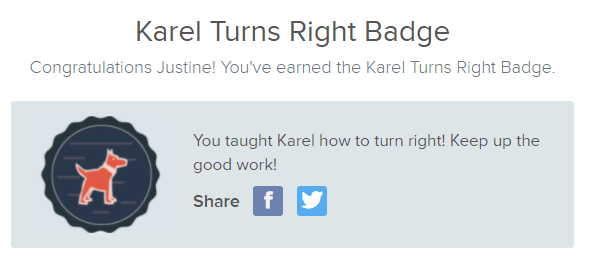 Karel Turns Right Badge
Congratulations Justine! You've earned the Karel Turns Right Badge.
You taught Karel how to turn right! Keep up the
good work!
Share